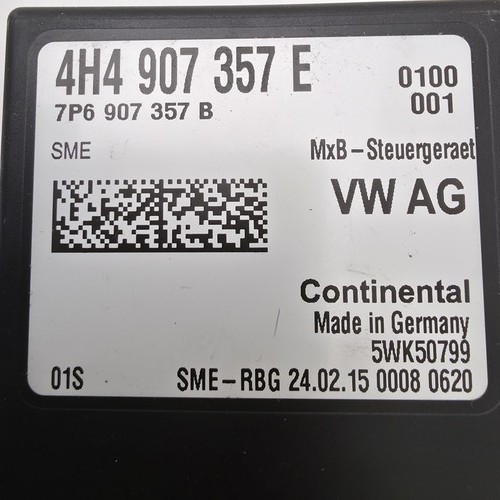 4H4 907 357 E
0100
7P6 907 357 B
001
SME
MxB-Steuergeraet
VW AG
Continental
Made in Germany
5WK50799
01S
SME-RBG 24.02.15 0008 0620